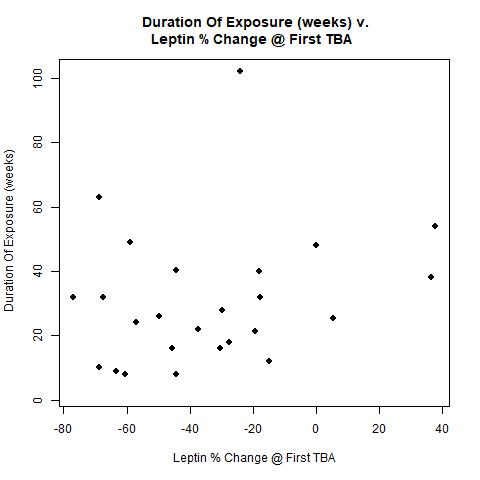 Duration Of Exposure (weeks) v.
Leptin % Change @ First TBA
Duration Of Exposure (weeks)
100
80
60
40
20
0
-80 -60 -40 -20 0 20 40
Leptin % Change @ First TBA